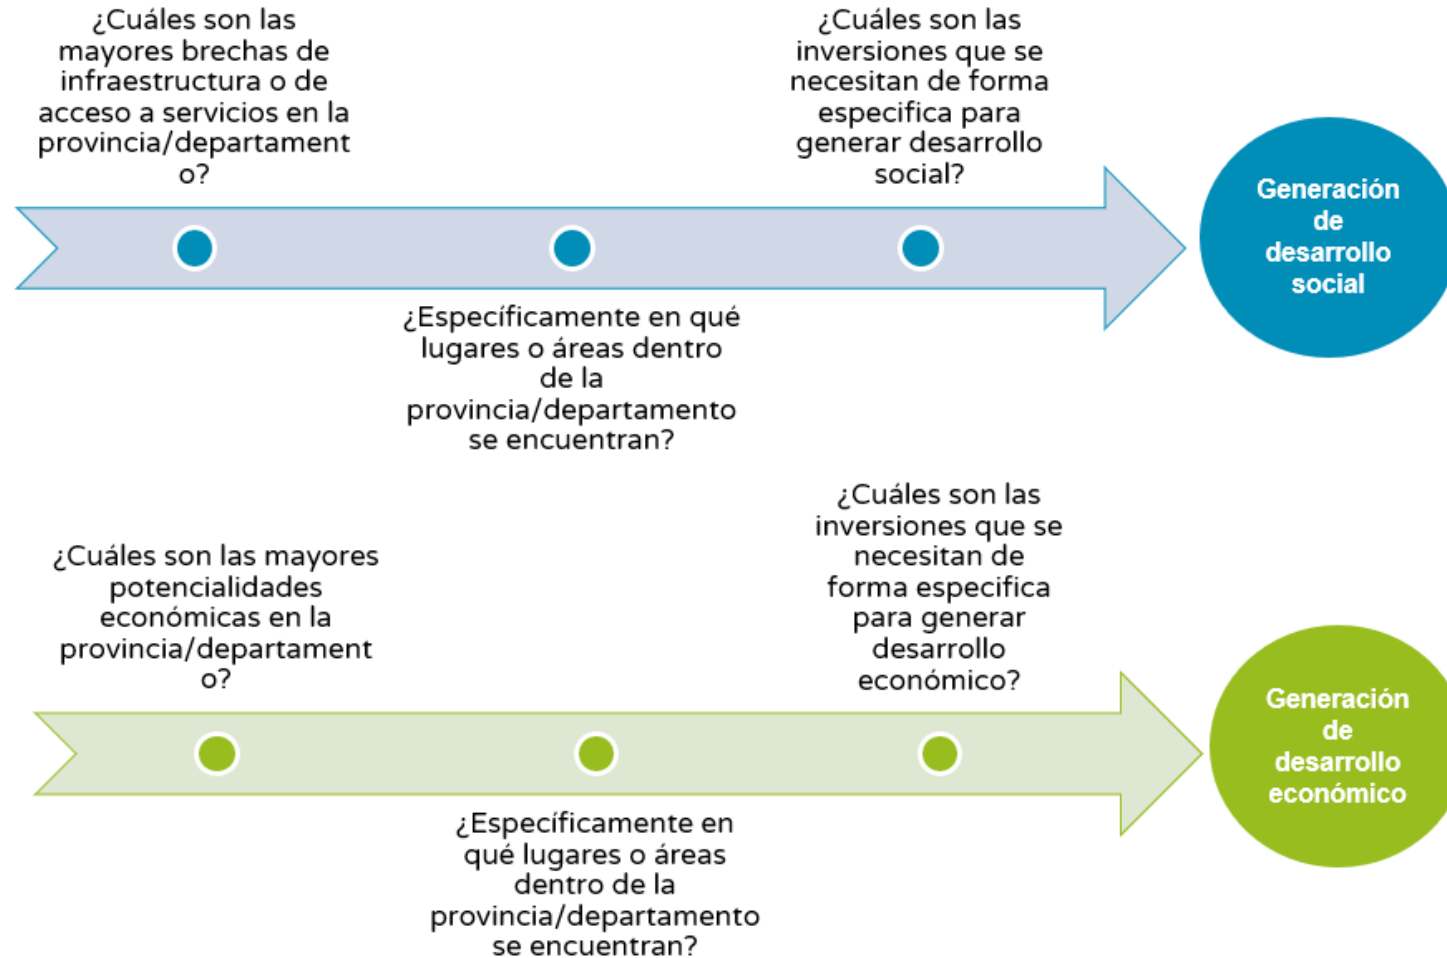 ¿Cuáles son las
mayores brechas de
infraestructura o de
acceso a servicios en la
provincia/departament
o?
¿Cuáles son las
inversiones que se
necesitan de forma
especifica para
generar desarrollo
social?
Generación
de
desarrollo
social
¿Específicamente en qué
lugares o áreas dentro
de la
provincia/departamento
se encuentran?
¿Cuáles son las mayores
potencialidades
económicas en la
provincia/departament
o?
¿Cuáles son las
inversiones que se
necesitan de
forma especifica
para generar
desarrollo
económico?
Generación
de
desarrollo
económico
¿Específicamente en
qué lugares o áreas
dentro de la
provincia/departamento
se encuentran?